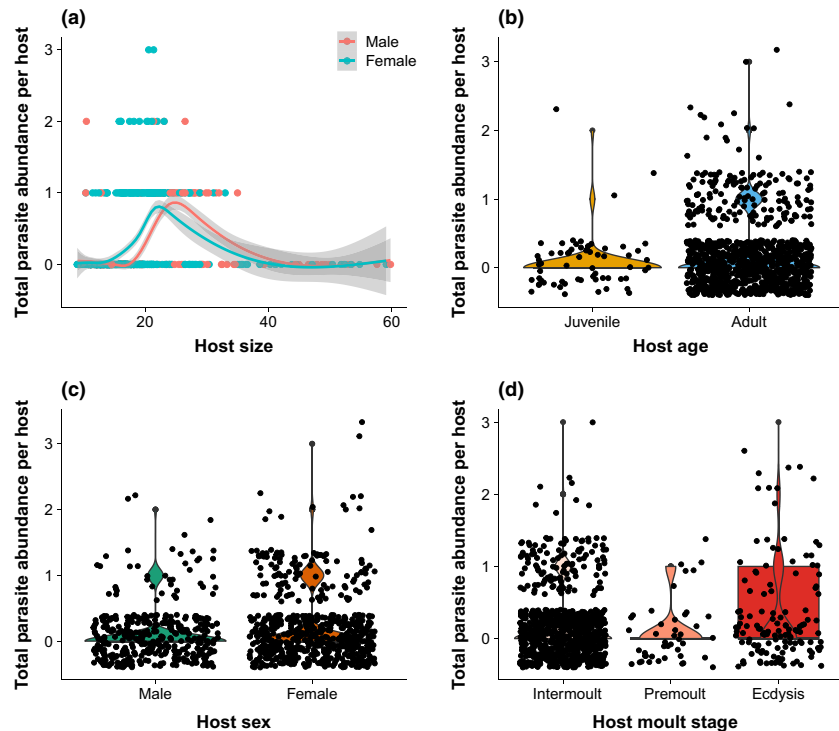 (a)
Total parasite abundance per host
3
2
1
0
20
40
60
Host size
Male
Female
(b)
Total parasite abundance per host
3
2
1
0
Juvenile
Adult
Host age
(c)
Total parasite abundance per host
3
2
1
0
Male
Female
Host sex
(d)
Total parasite abundance per host
3
2
1
0
Intermoult
Premoult
Ecdysis
Host moult stage